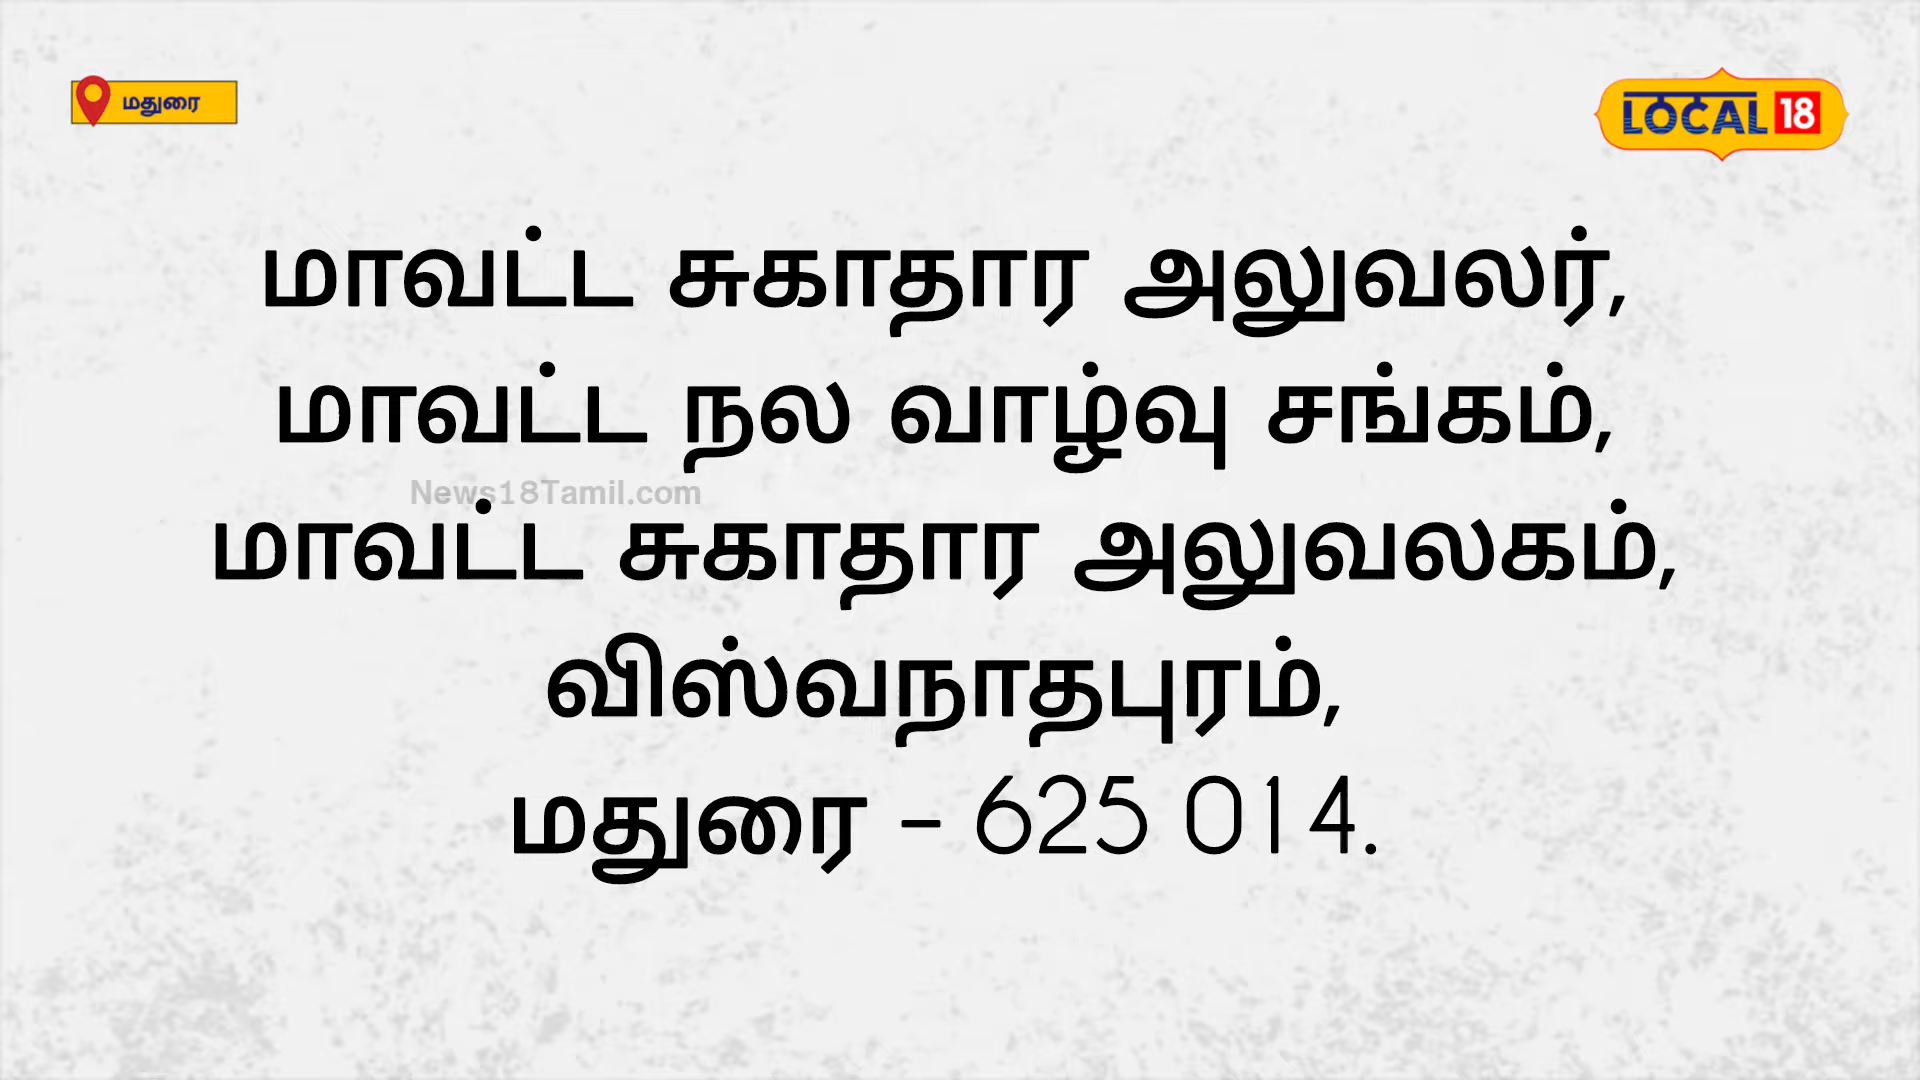 மதுரை
LOCAL 18
மாவட்ட சுகாதார அலுவலர்,
மாவட்ட நல வாழ்வு சங்கம்,
News18Tamil.com
மாவட்ட சுகாதார அலுவலகம்,
விஸ்வநாதபுரம்,
மதுரை - 625 014.